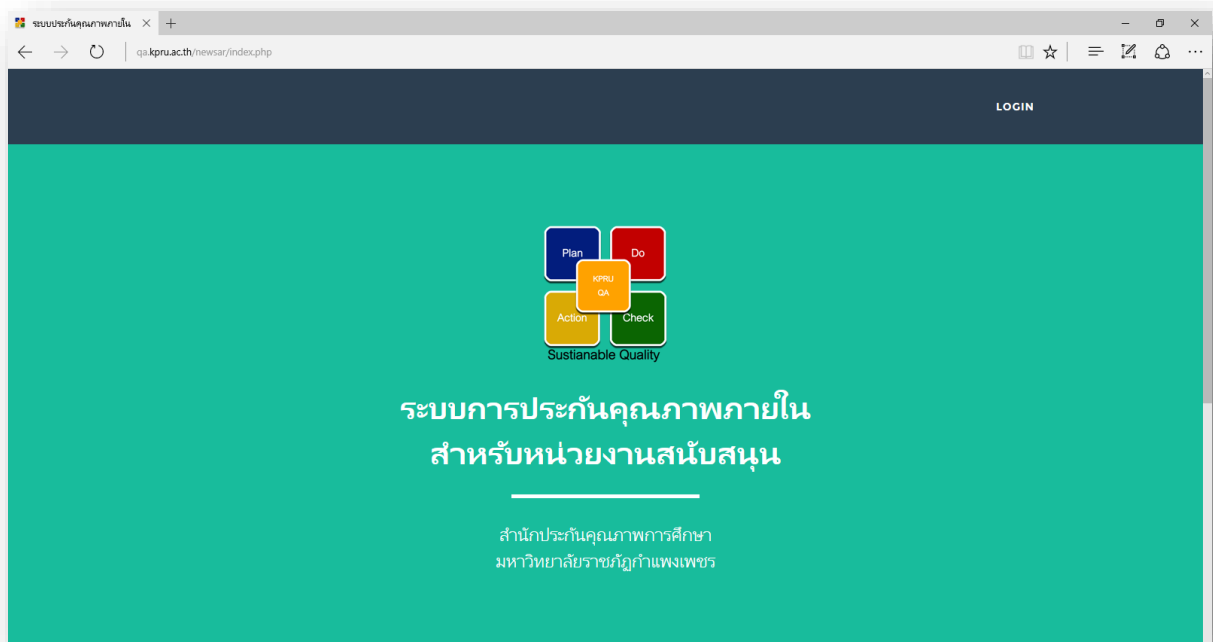 ระบบประกันคุณภาพภายใน
qa.kpru.ac.th/newsar/index.php
LOGIN
Plan
Do
KPRU
QA
Action
Check
Sustianable Quality
ระบบการประกันคุณภาพภายใน
สำหรับหน่วยงานสนับสนุน
สำนักประกันคุณภาพการศึกษา
มหาวิทยาลัยราชภัฏกำแพงเพชร